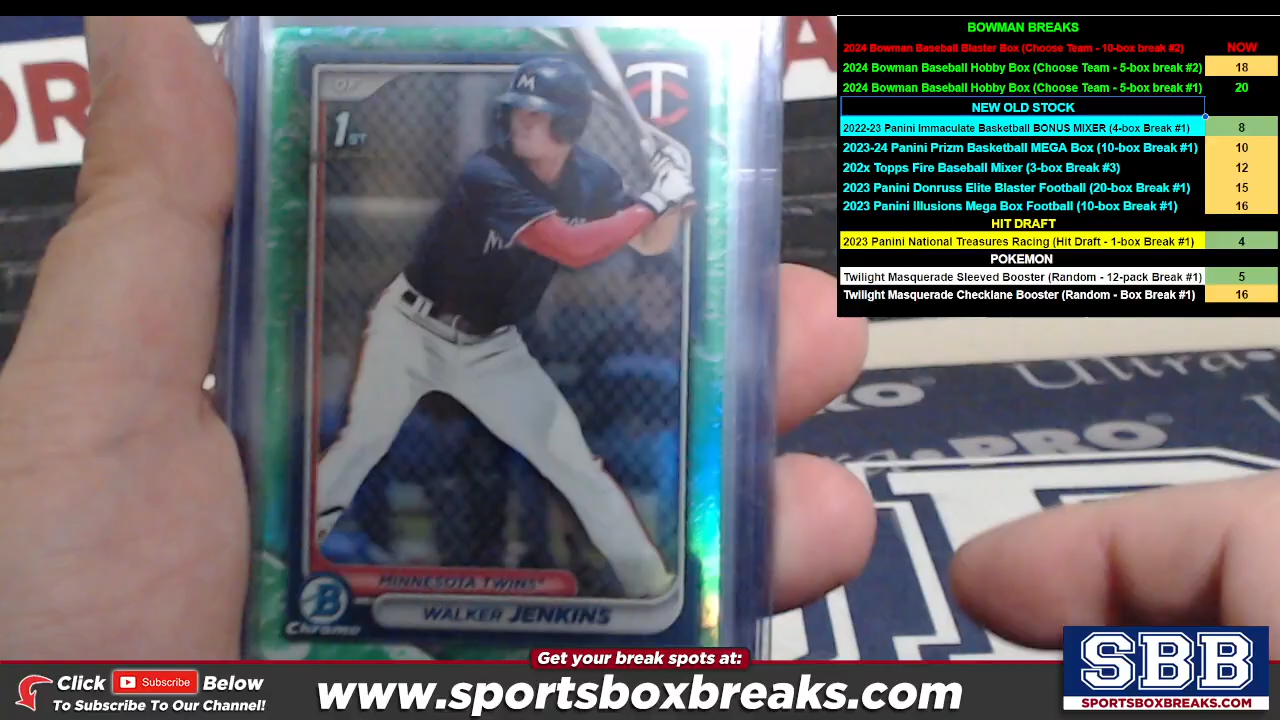 BOWMAN BREAKS
2024 Bowman Baseball Blaster Box (Choose Team - 10-box break #2) NOW
2024 Bowman Baseball Hobby Box (Choose Team - 5-box break #2) 18
2024 Bowman Baseball Hobby Box (Choose Team - 5-box break #1) 20
NEW OLD STOCK
2022-23 Panini Immaculate Basketball BONUS MIXER (4-box Break #1) 8
2023-24 Panini Prizm Basketball MEGA Box (10-box Break #1) 10
202x Topps Fire Baseball Mixer (3-box Break #3) 12
2023 Panini Donruss Elite Blaster Football (20-box Break #1) 15
2023 Panini Illusions Mega Box Football (10-box Break #1) 16
HIT DRAFT
2023 Panini National Treasures Racing (Hit Draft - 1-box Break #1) 4
POKEMON
Twilight Masquerade Sleeved Booster (Random - 12-pack Break #1) 5
Twilight Masquerade Checklane Booster (Random - Box Break #1) 16
1ST
M
TC
Ultra
PRO
MINNESOTA TWINS
B
Chrome
WALKER JENKINS
Get your break spots at:
Click Subscribe Below
To Subscribe To Our Channel!
www.sportsboxbreaks.com
SBB
SPORTSBOXBREAKS.COM